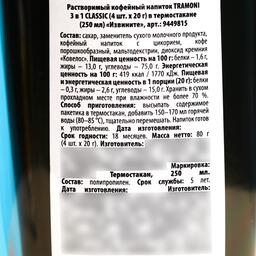 Растворимый кофейный напиток TRAMONI
3 в 1 CLASSIC (4 шт. x 20 г) в термостакане
(250 мл) «Извините», арт.: 9449815
Состав: сахар, заменитель сухого молочного продукта,
кофейный напиток с цикорием, кофе
порошкообразный, мальтодекстрин, диоксид кремния
«Ковелос». Пищевая ценность на 100 г: белки – 1,6 г,
жиры – 13,0 г, углеводы – 75,0 г. Энергетическая
ценность на 100 г: 419 ккал / 1770 кДж. Пищевая
и энергетическая ценность в 1 порции (20 г): белки
– 0,3 г, жиры – 2,6 г, углеводы – 15,0 г. Хранить в сухом
прохладном месте при влажности не более 70 %.
Способ приготовления: высыпать содержимое
пакетика в термостакан, добавить 150–170 мл горячей
воды (80–85 °C), тщательно перемешать. Напиток готов
к употреблению. Дата изготовления:
Срок годности: 18 месяцев. Масса нетто: 80 г
(4 шт. x 20 г). Изготовитель:
Маркировка:
Термостакан, 250 мл.
Состав: полипропилен. Срок службы: 5 лет.
Дата изготовления: Изготовитель: